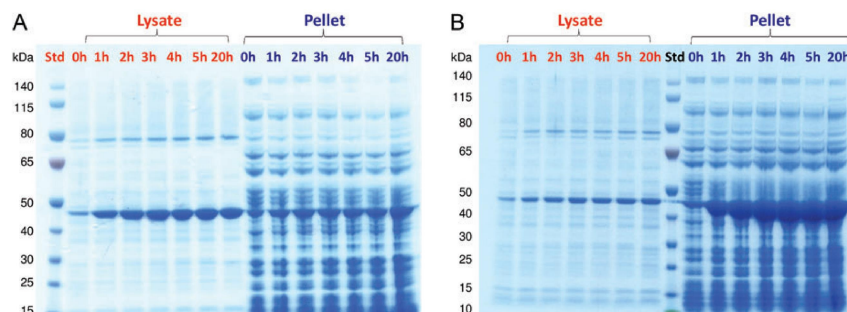 A
Lysate
Pellet
kDa Std 0h 1h 2h 3h 4h 5h 20h 0h 1h 2h 3h 4h 5h 20h
140
115
80
65
50
40
30
25
15
B
Lysate
Pellet
kDa 0h 1h 2h 3h 4h 5h 20h Std 0h 1h 2h 3h 4h 5h 20h
140
115
80
65
50
40
30
25
15
10